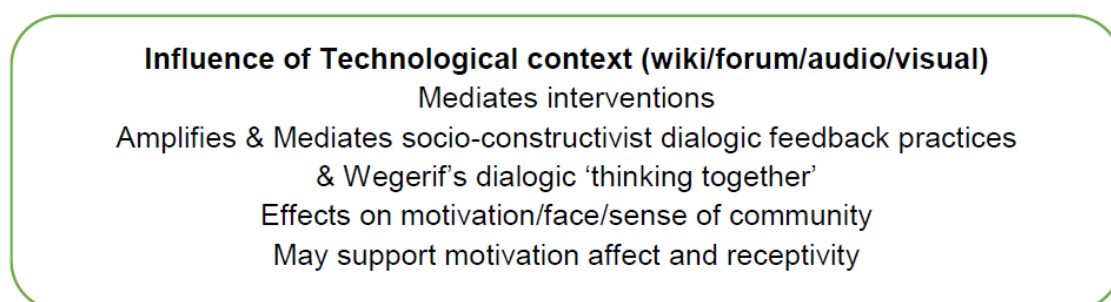 Influence of Technological context (wiki/forum/audio/visual)
Mediates interventions
Amplifies & Mediates socio-constructivist dialogic feedback practices
& Wegerif's dialogic 'thinking together'
Effects on motivation/face/sense of community
May support motivation affect and receptivity